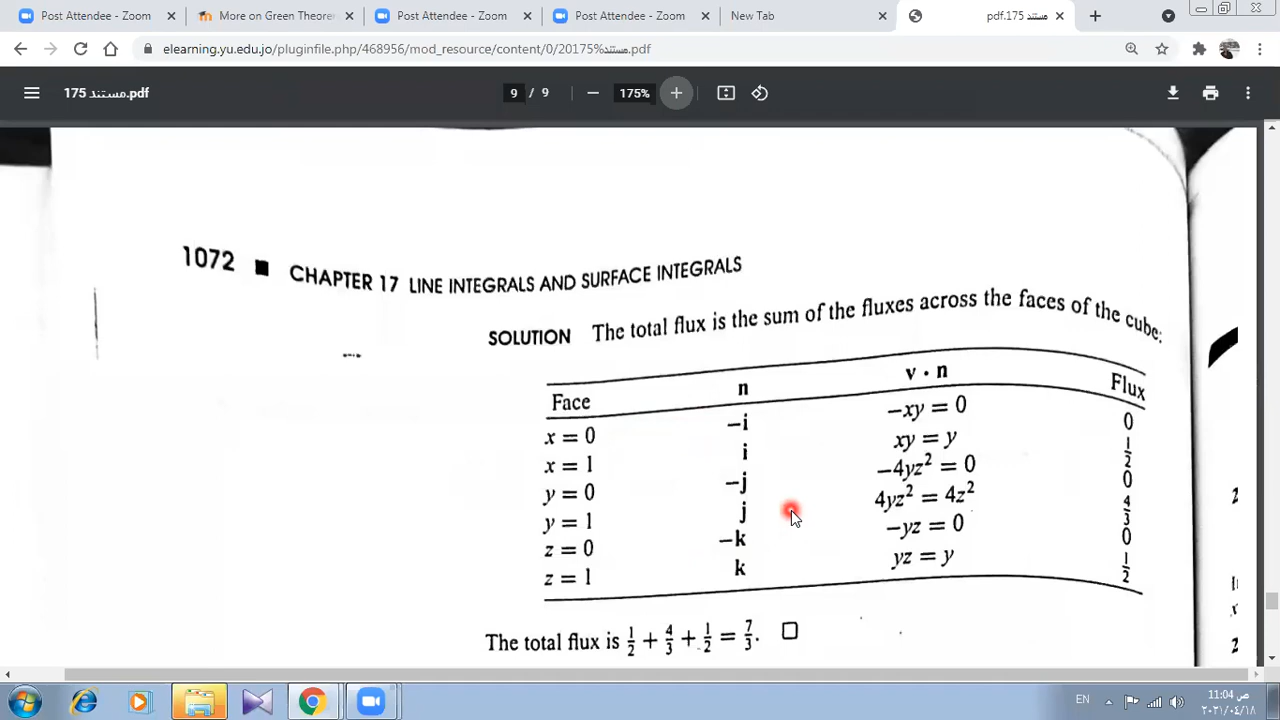 Post Attendee - Zoom
More on Green Theorem
Post Attendee - Zoom
Post Attendee - Zoom
New Tab
مستند 175.pdf
elearning.yu.edu.jo/pluginfile.php/468956/mod_resource/content/0/20175%مستند.pdf
مستند 175.pdf
9 / 9
175%
1072 ■ CHAPTER 17 LINE INTEGRALS AND SURFACE INTEGRALS
SOLUTION The total flux is the sum of the fluxes across the faces of the cube:
Face n v • n Flux
x = 0 −i −xy = 0 0
x = 1 i xy = y 1/2
y = 0 −j −4yz² = 0 0
y = 1 j 4yz² = 4z² 4/3
z = 0 −k −yz = 0 0
z = 1 k yz = y 1/2
The total flux is 1/2 + 4/3 + 1/2 = 7/3. □
EN
11:04 ص
٢٠٢١/٠٤/١٨